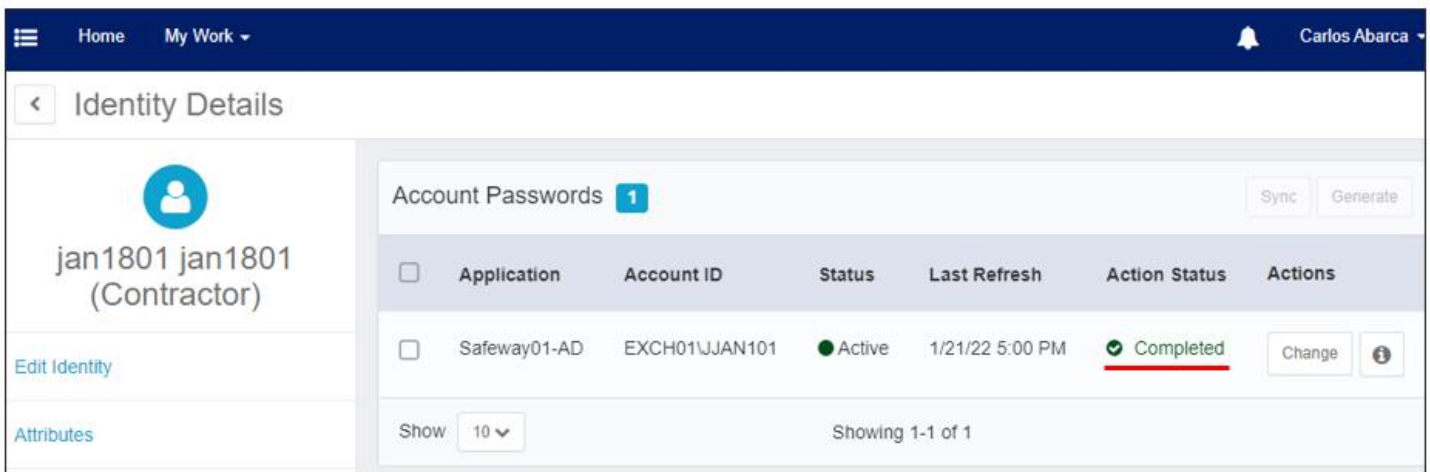 Home My Work Carlos Abarca
Identity Details
jan1801 jan1801
(Contractor)
Edit Identity
Attributes
Account Passwords 1 Sync Generate
Application Account ID Status Last Refresh Action Status Actions
Safeway01-AD EXCH01\JJAN101 Active 1/21/22 5:00 PM Completed Change
Show 10 Showing 1-1 of 1